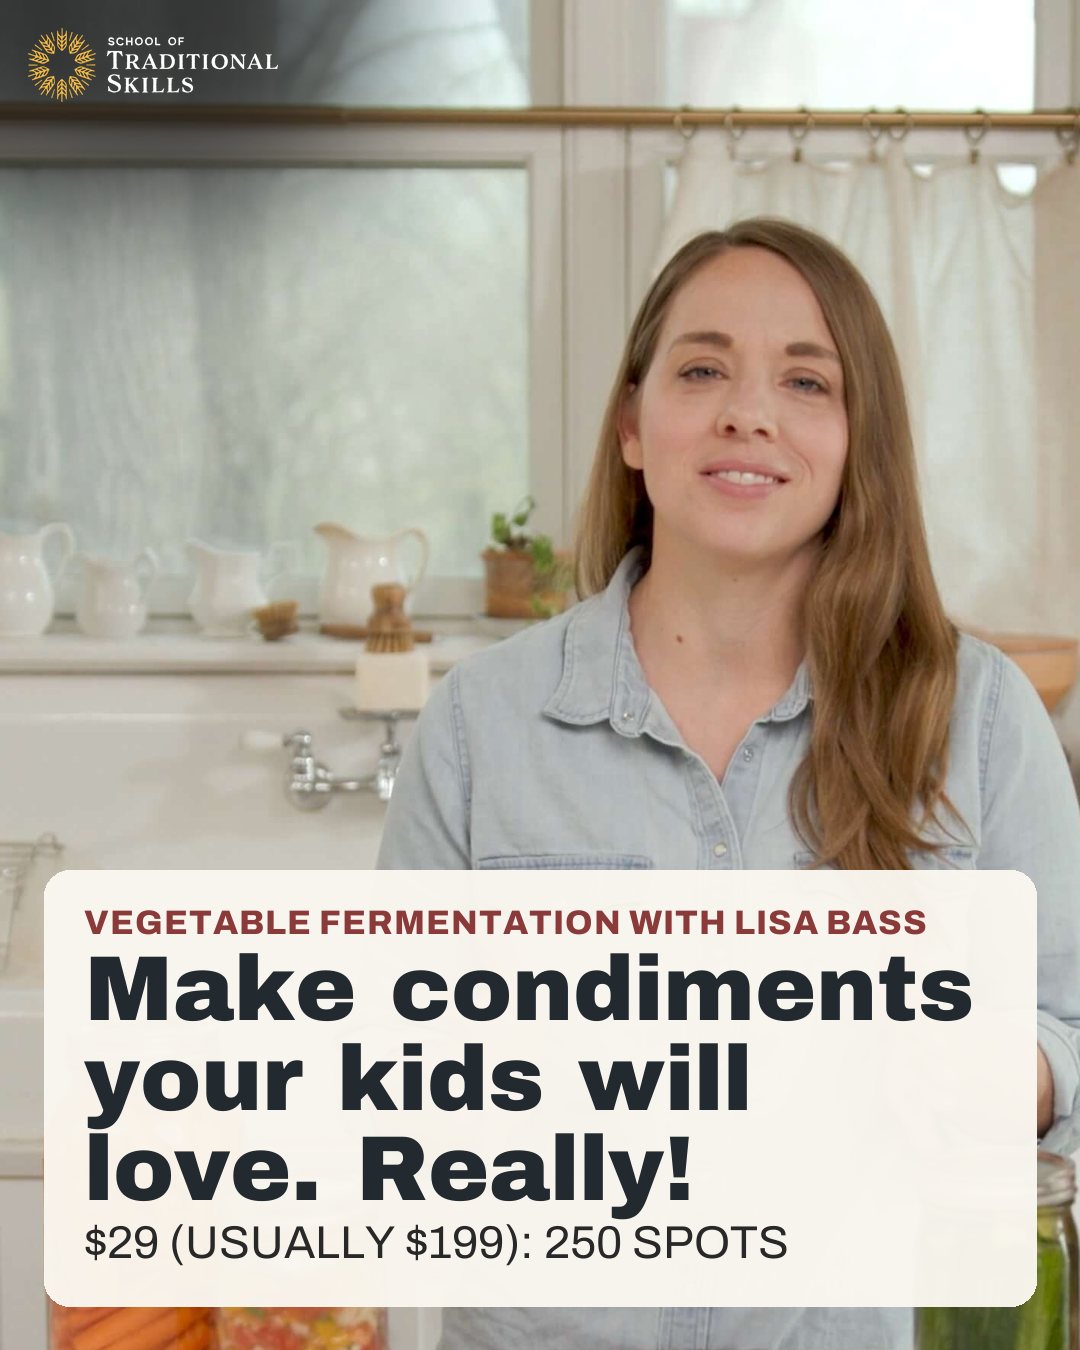 SCHOOL OF
TRADITIONAL
SKILLS
VEGETABLE FERMENTATION WITH LISA BASS
Make condiments
your kids will
love. Really!
$29 (USUALLY $199): 250 SPOTS